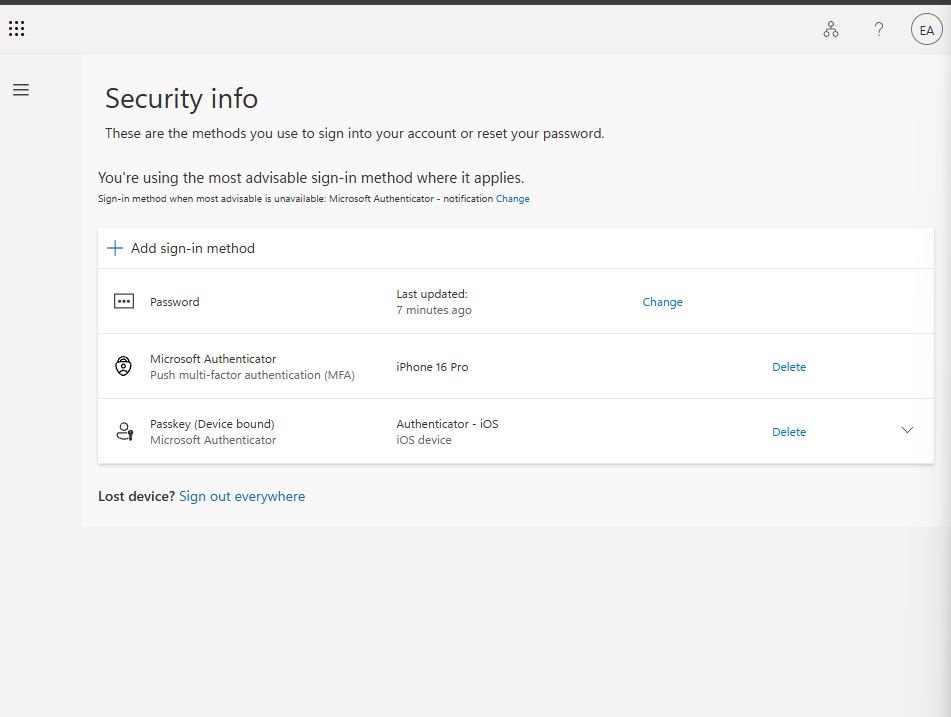 EA
Security info
These are the methods you use to sign into your account or reset your password.
You're using the most advisable sign-in method where it applies.
Sign-in method when most advisable is unavailable: Microsoft Authenticator - notification Change
Add sign-in method
Password
Last updated:
7 minutes ago
Change
Microsoft Authenticator
Push multi-factor authentication (MFA)
iPhone 16 Pro
Delete
Passkey (Device bound)
Microsoft Authenticator
Authenticator - iOS
iOS device
Delete
Lost device? Sign out everywhere